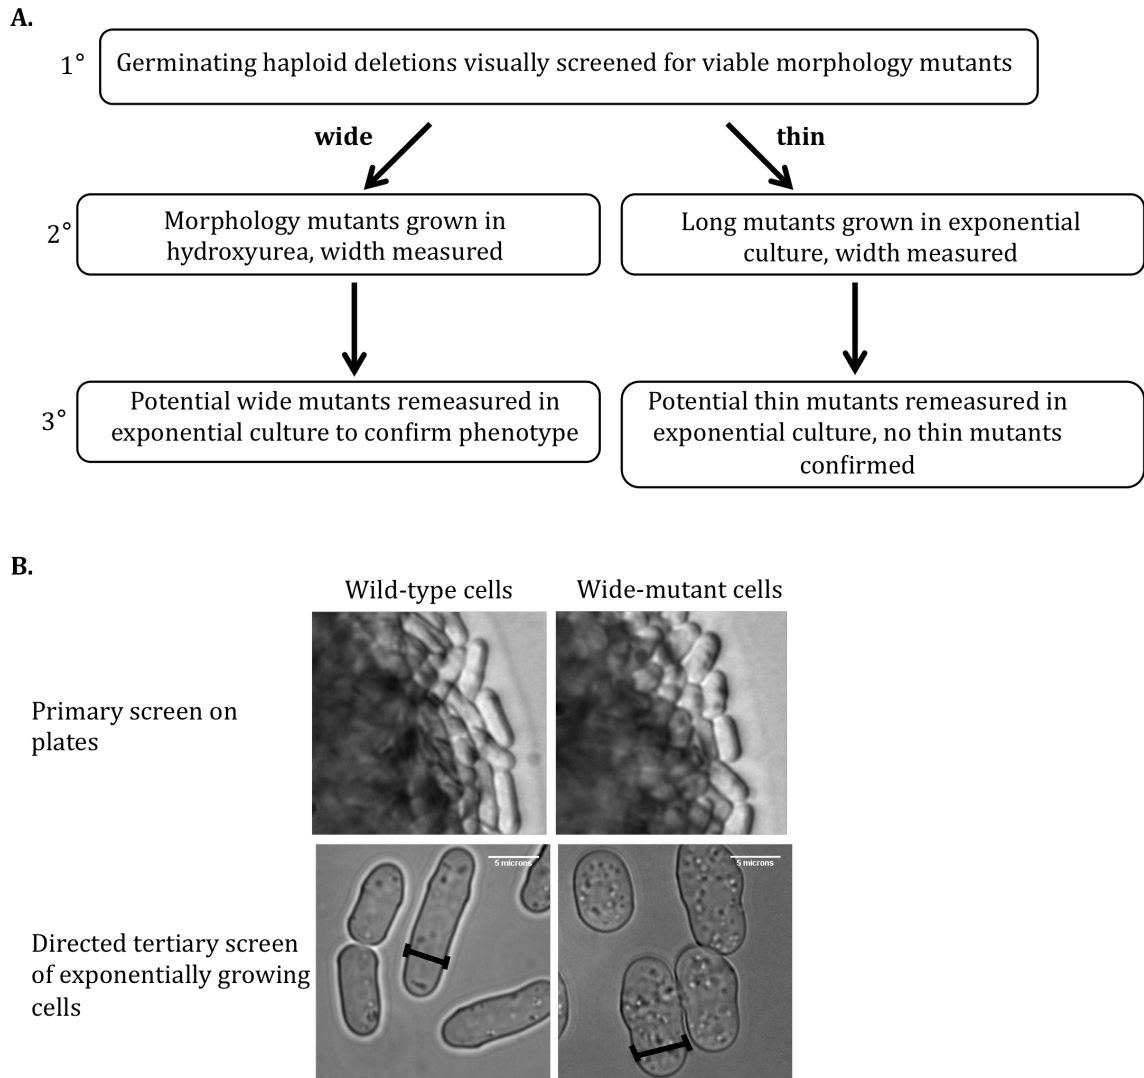 A.
1°
Germinating haploid deletions visually screened for viable morphology mutants
wide
thin
2°
Morphology mutants grown in
hydroxyurea, width measured
Long mutants grown in exponential
culture, width measured
3°
Potential wide mutants remeasured in
exponential culture to confirm phenotype
Potential thin mutants remeasured in
exponential culture, no thin mutants
confirmed
B.
Wild-type cells
Wide-mutant cells
Primary screen on
plates
5 microns
5 microns
Directed tertiary screen
of exponentially growing
cells